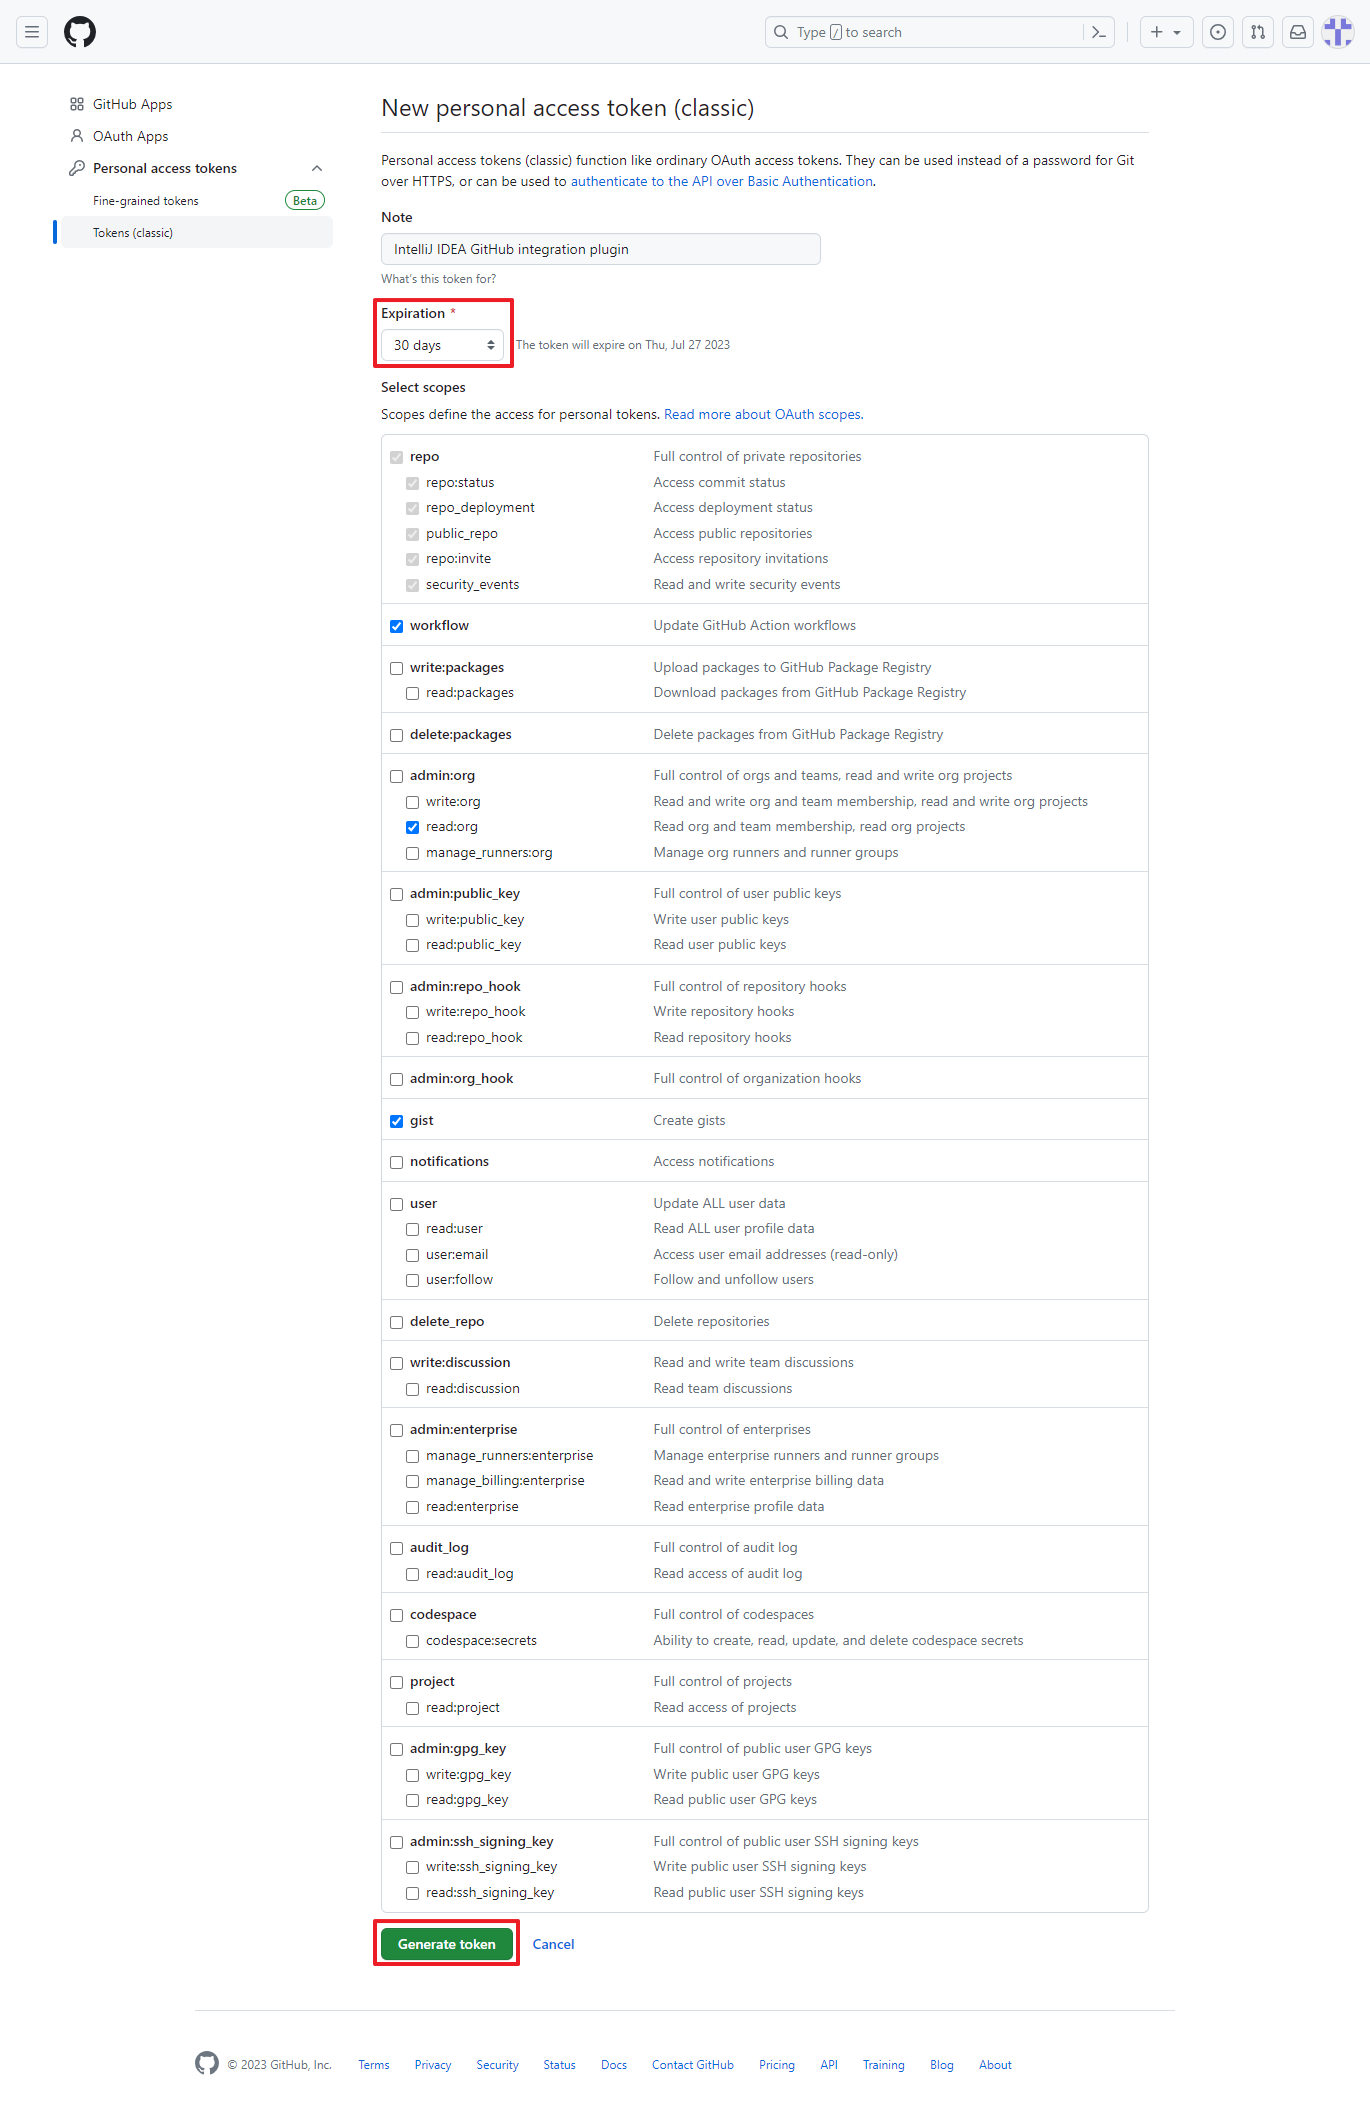 Type / to search
GitHub Apps
OAuth Apps
Personal access tokens
Fine-grained tokens Beta
Tokens (classic)
New personal access token (classic)
Personal access tokens (classic) function like ordinary OAuth access tokens. They can be used instead of a password for Git
over HTTPS, or can be used to authenticate to the API over Basic Authentication.
Note
IntelliJ IDEA GitHub integration plugin
What's this token for?
Expiration *
30 days The token will expire on Thu, Jul 27 2023
Select scopes
Scopes define the access for personal tokens. Read more about OAuth scopes.
repo Full control of private repositories
repo:status Access commit status
repo_deployment Access deployment status
public_repo Access public repositories
repo:invite Access repository invitations
security_events Read and write security events
workflow Update GitHub Action workflows
write:packages Upload packages to GitHub Package Registry
read:packages Download packages from GitHub Package Registry
delete:packages Delete packages from GitHub Package Registry
admin:org Full control of orgs and teams, read and write org projects
write:org Read and write org and team membership, read and write org projects
read:org Read org and team membership, read org projects
manage_runners:org Manage org runners and runner groups
admin:public_key Full control of user public keys
write:public_key Write user public keys
read:public_key Read user public keys
admin:repo_hook Full control of repository hooks
write:repo_hook Write repository hooks
read:repo_hook Read repository hooks
admin:org_hook Full control of organization hooks
gist Create gists
notifications Access notifications
user Update ALL user data
read:user Read ALL user profile data
user:email Access user email addresses (read-only)
user:follow Follow and unfollow users
delete_repo Delete repositories
write:discussion Read and write team discussions
read:discussion Read team discussions
admin:enterprise Full control of enterprises
manage_runners:enterprise Manage enterprise runners and runner groups
manage_billing:enterprise Read and write enterprise billing data
read:enterprise Read enterprise profile data
audit_log Full control of audit log
read:audit_log Read access of audit log
codespace Full control of codespaces
codespace:secrets Ability to create, read, update, and delete codespace secrets
project Full control of projects
read:project Read access of projects
admin:gpg_key Full control of public user GPG keys
write:gpg_key Write public user GPG keys
read:gpg_key Read public user GPG keys
admin:ssh_signing_key Full control of public user SSH signing keys
write:ssh_signing_key Write public user SSH signing keys
read:ssh_signing_key Read public user SSH signing keys
Generate token Cancel
© 2023 GitHub, Inc. Terms Privacy Security Status Docs Contact GitHub Pricing API Training Blog About